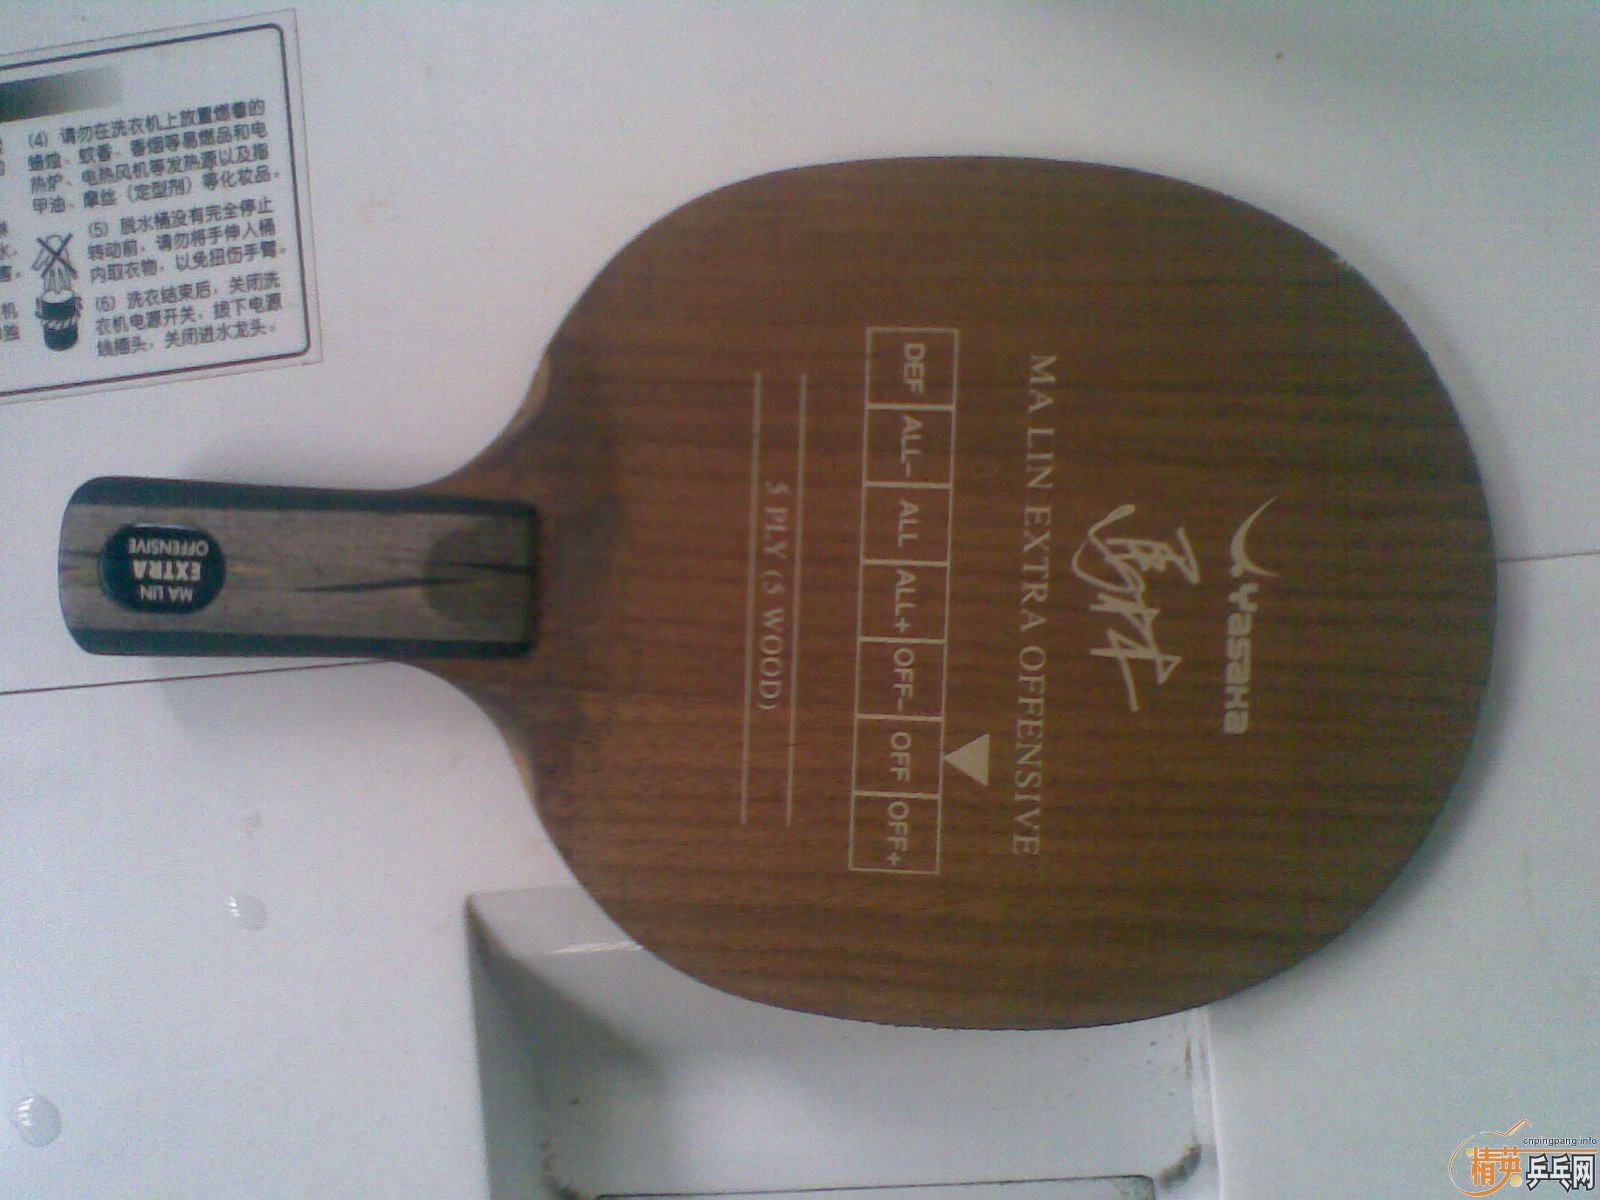 (4) 请勿在洗衣机上放置燃着的
蜡烛、蚊香、香烟等易燃品和电
热炉、电热风机等发热源以及指
甲油、摩丝（定型剂）等化妆品。
(5) 脱水桶没有完全停止
转动前，请勿将手伸入桶
内取衣物，以免扭伤手臂。
(6) 洗衣结束后，关闭洗
衣机电源开关、拔下电源
线插头，关闭进水龙头。
水、
害。
机
独
Yasaka
马林
MA LIN EXTRA OFFENSIVE
DEF ALL- ALL ALL+ OFF- OFF OFF+
5 PLY (5 WOOD)
MA LIN
EXTRA
OFFENSIVE
cnpingpang.info
精英乒乓网